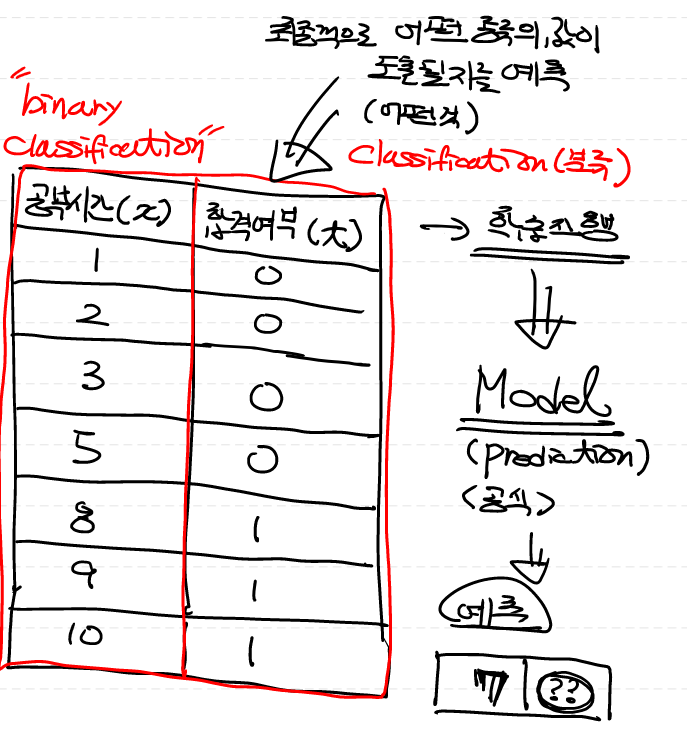 최종적으로 어떤 종류의 값이
도출될지를 예측
(어떤것)
"binary
classification"
Classification (분류)
공부시간(x) 합격여부(t)
1 0
2 0
3 0
5 0
8 1
9 1
10 1
→ 학습진행
Model
(prediction)
<공식>
예측
7 ??